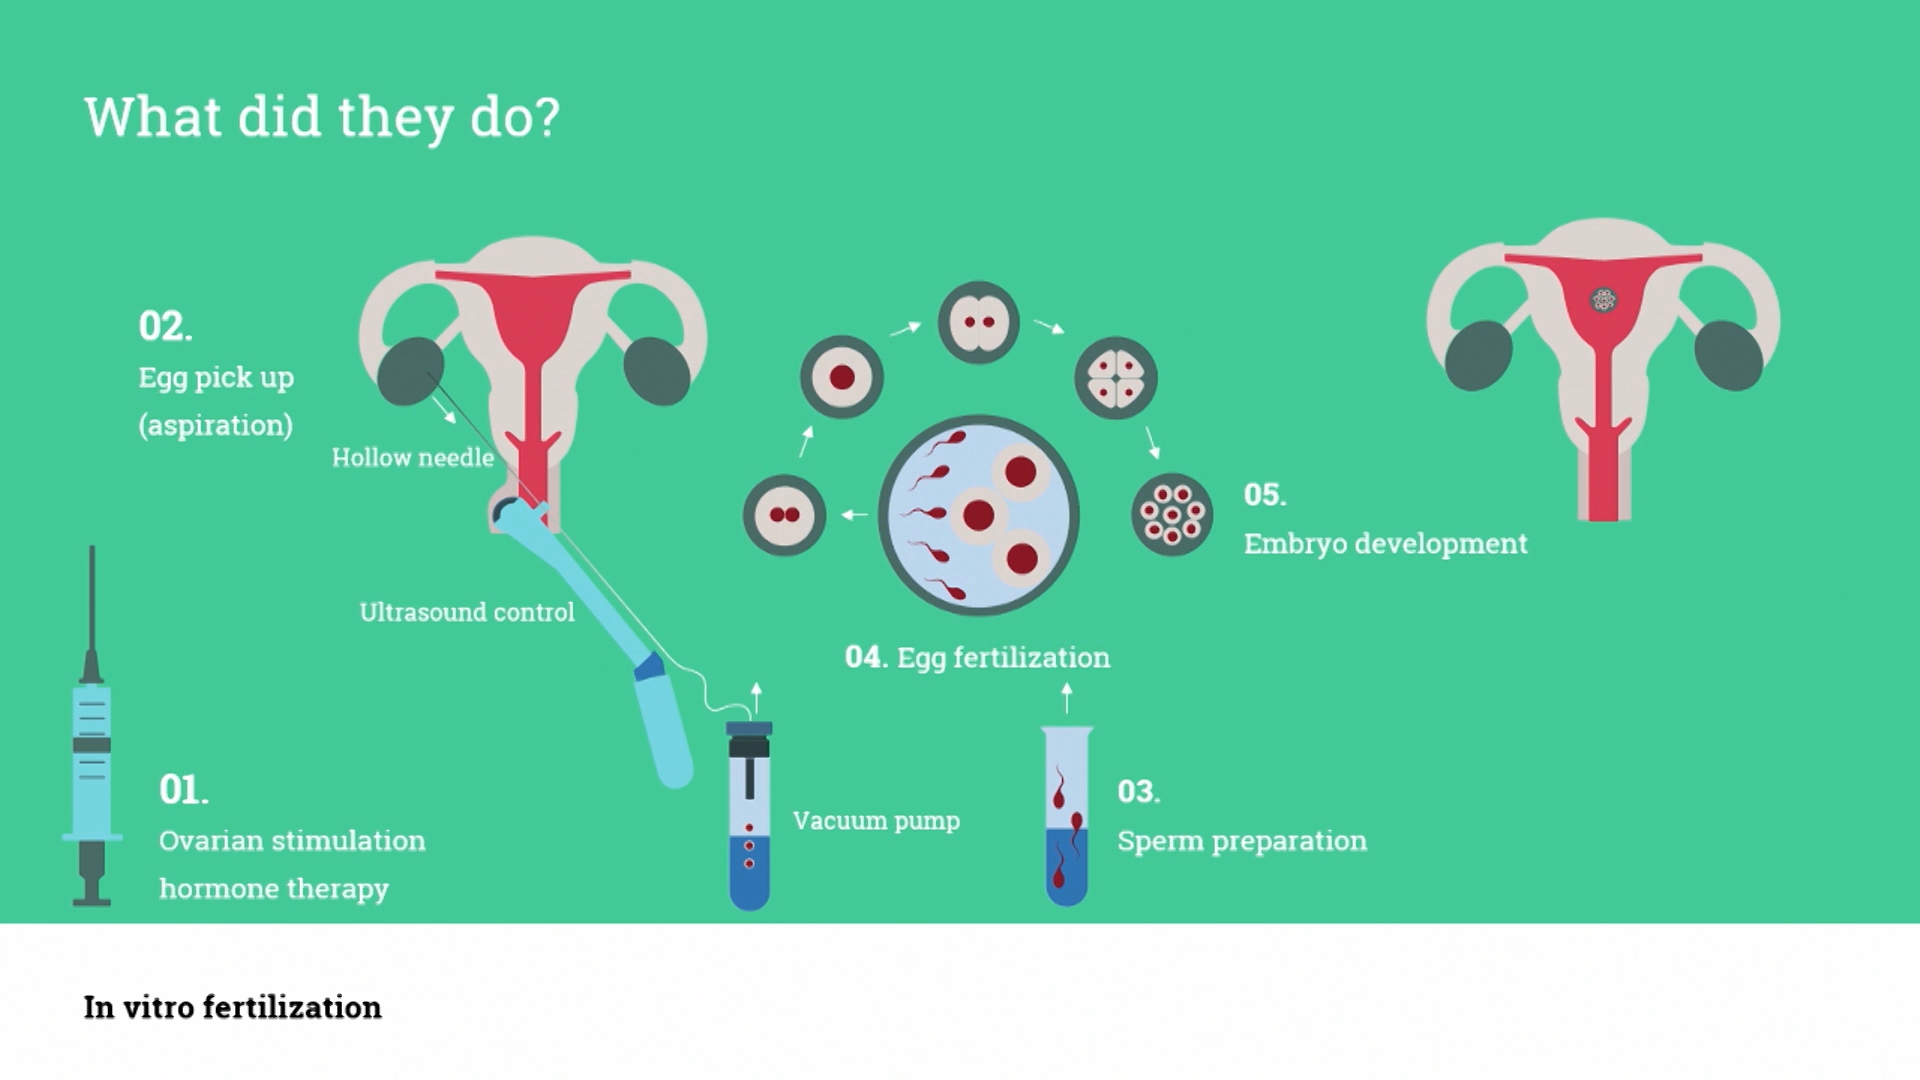 What did they do?
02.
Egg pick up
(aspiration)
Hollow needle
Ultrasound control
01.
Ovarian stimulation
hormone therapy
Vacuum pump
03.
Sperm preparation
04. Egg fertilization
05.
Embryo development
In vitro fertilization